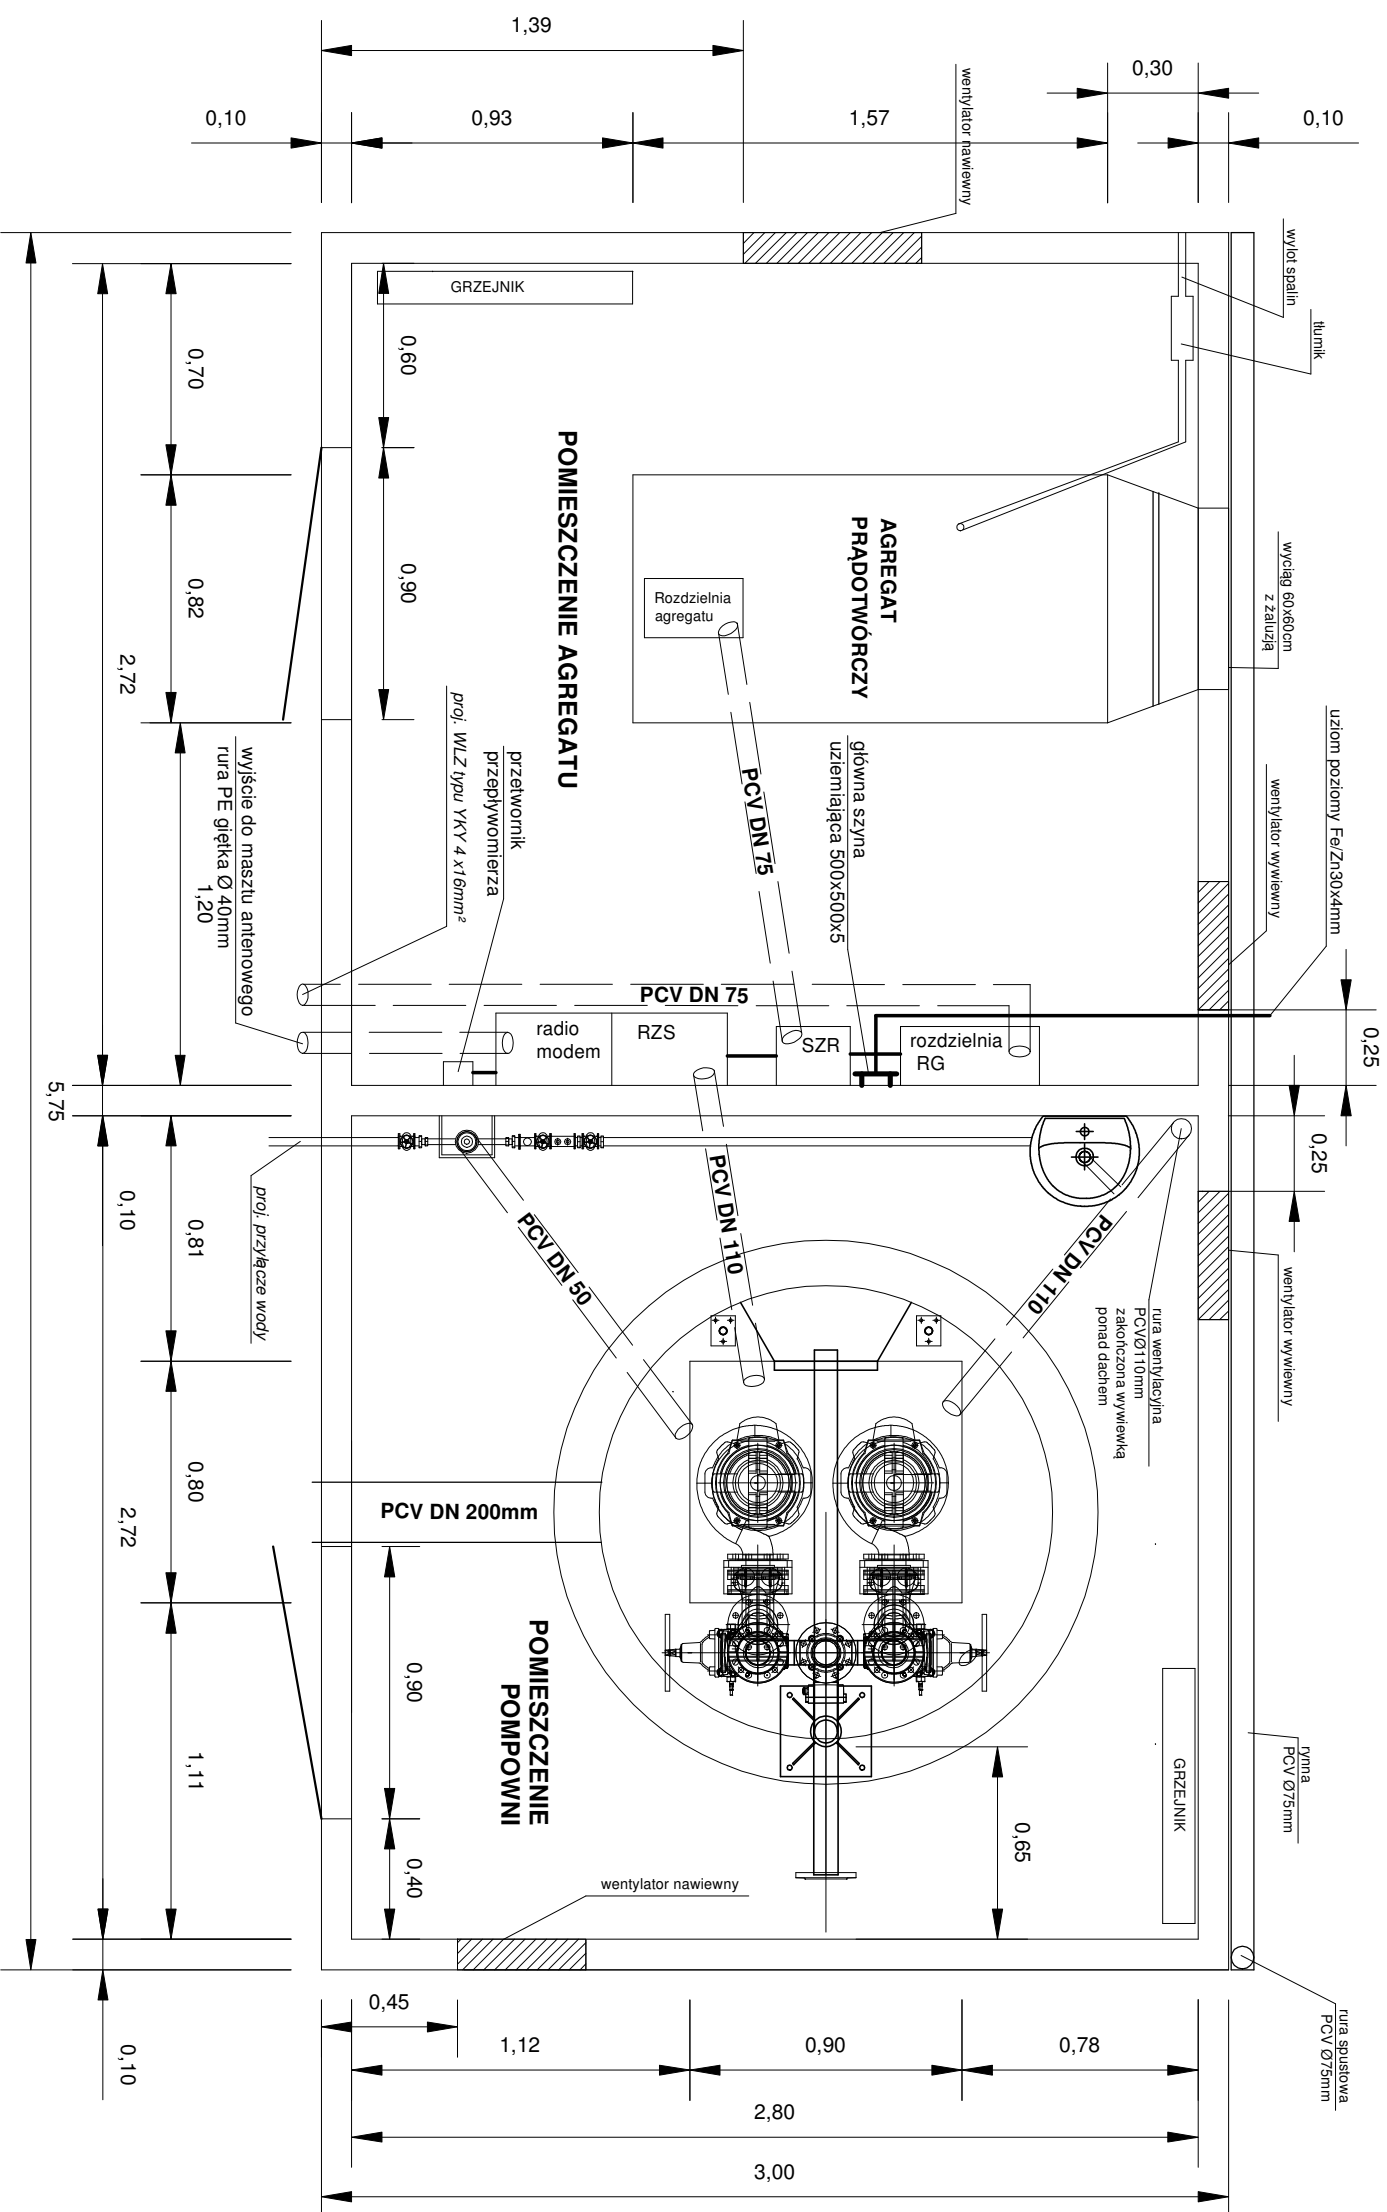 1,39
0,30
0,10
0,93
1,57
0,10
wentylator nawiewny
wylot spalin
tłumik
GRZEJNIK
0,60
0,70
POMIESZCZENIE AGREGATU
AGREGAT
PRĄDOTWÓRCZY
wyciąg 60x60cm
z żaluzją
0,90
0,82
2,72
Rozdzielnia
agregatu
uziom poziomy Fe/Zn30x4mm
wentylator wywiewny
główna szyna
uziemiająca 500x500x5
PCV DN 75
przetwornik
przepływomierza
proj. WLZ typu YKY 4 x16mm²
wyjście do masztu antenowego
rura PE giętka Ø 40mm
1,20
PCV DN 75
radio
modem
RZS
SZR
rozdzielnia
RG
0,25
5,75
0,25
0,10
0,81
proj. przyłącze wody
PCV DN 50
PCV DN 110
PCV DN 110
rura wentylacyjna
PCVØ110mm
zakończona wywiewką
ponad dachem
wentylator wywiewny
0,80
2,72
PCV DN 200mm
POMIESZCZENIE
POMPOWNI
0,90
1,11
0,40
0,65
GRZEJNIK
rynna
PCV Ø75mm
wentylator nawiewny
rura spustowa
PCV Ø75mm
0,45
0,10
1,12
0,90
0,78
2,80
3,00